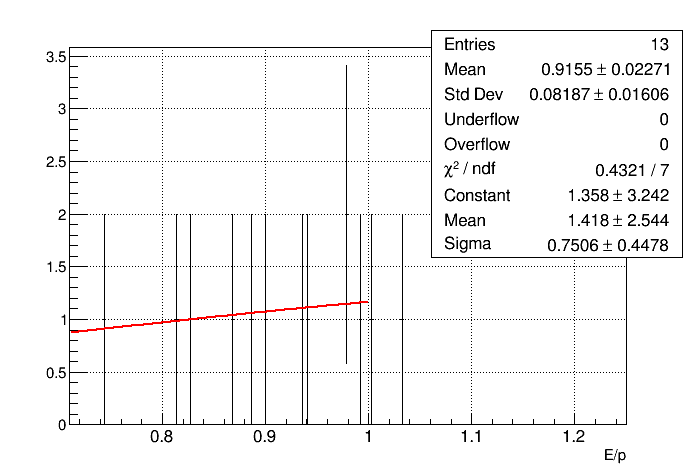 Entries 13
Mean 0.9155 ± 0.02271
Std Dev 0.08187 ± 0.01606
Underflow 0
Overflow 0
χ² / ndf 0.4321 / 7
Constant 1.358 ± 3.242
Mean 1.418 ± 2.544
Sigma 0.7506 ± 0.4478
3.5
3
2.5
2
1.5
1
0.5
0
0.8 0.9 1 1.1 1.2
E/p